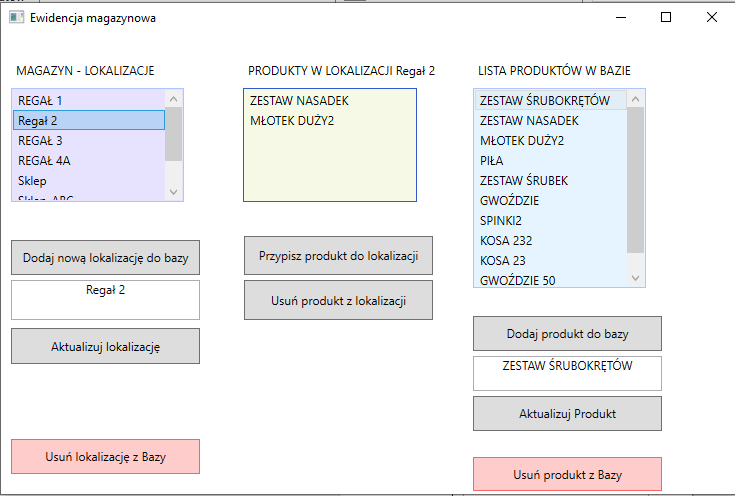 Ewidencja magazynowa
MAGAZYN - LOKALIZACJE
REGAŁ 1
Regał 2
REGAŁ 3
REGAŁ 4A
Sklep
Sklep ABC
Dodaj nową lokalizację do bazy
Regał 2
Aktualizuj lokalizację
Usuń lokalizację z Bazy
PRODUKTY W LOKALIZACJI Regał 2
ZESTAW NASADEK
MŁOTEK DUŻY2
Przypisz produkt do lokalizacji
Usuń produkt z lokalizacji
LISTA PRODUKTÓW W BAZIE
ZESTAW ŚRUBOKRĘTÓW
ZESTAW NASADEK
MŁOTEK DUŻY2
PIŁA
ZESTAW ŚRUBEK
GWOŹDZIE
SPINKI2
KOSA 232
KOSA 23
GWOŹDZIE 50
Dodaj produkt do bazy
ZESTAW ŚRUBOKRĘTÓW
Aktualizuj Produkt
Usuń produkt z Bazy